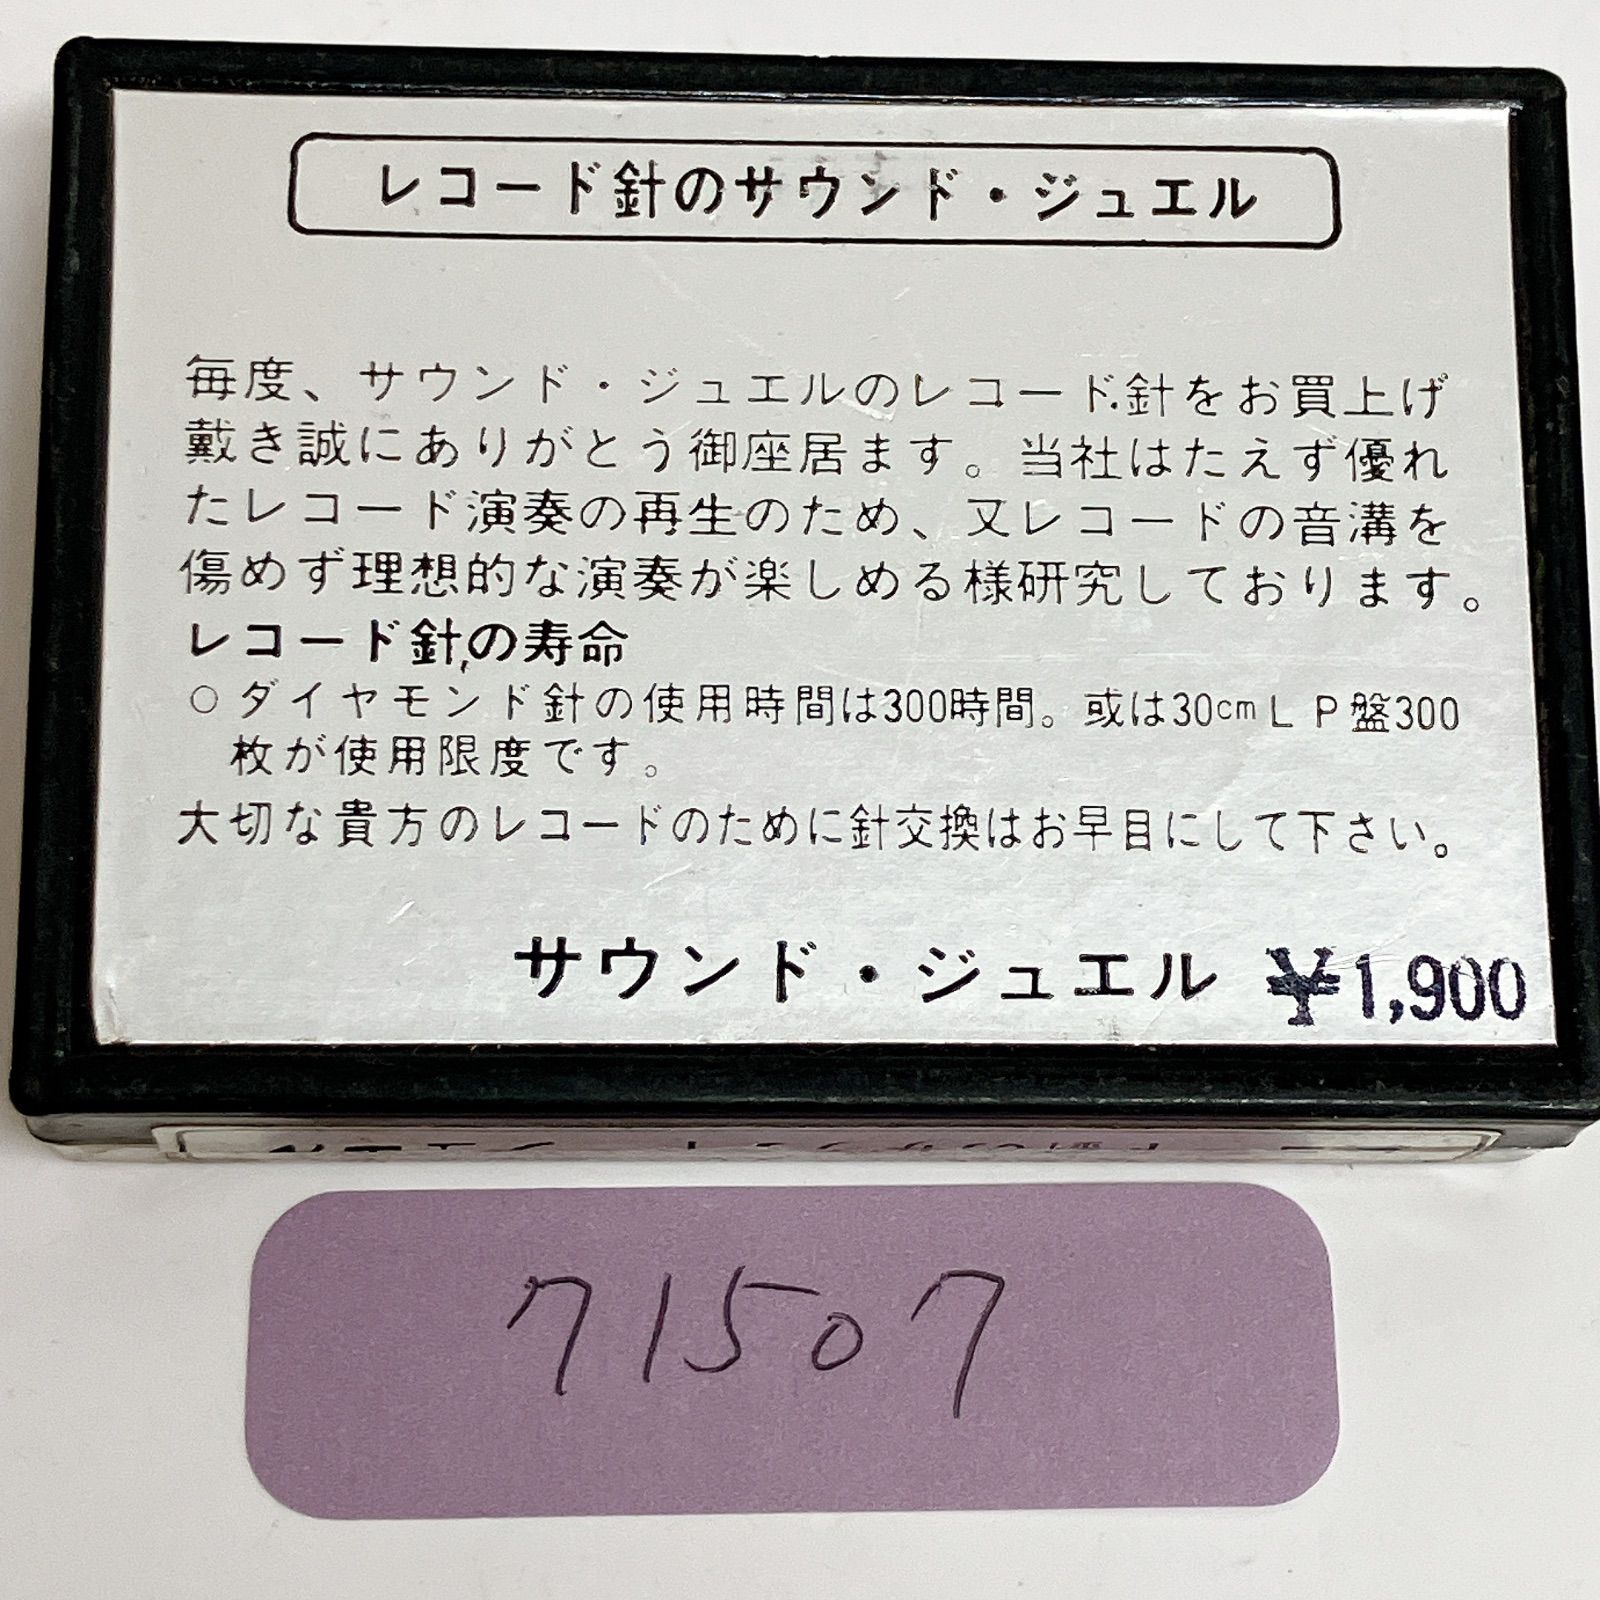 レコード針のサウンド・ジュエル
毎度、サウンド・ジュエルのレコード針をお買上げ
戴き誠にありがとう御座居ます。当社はたえず優れ
たレコード演奏の再生のため、又レコードの音溝を
傷めず理想的な演奏が楽しめる様研究しております。
レコード針の寿命
○ ダイヤモンド針の使用時間は300時間。或は30cmLP盤300
枚が使用限度です。
大切な貴方のレコードのために針交換はお早目にして下さい。
サウンド・ジュエル ¥1,900
71507